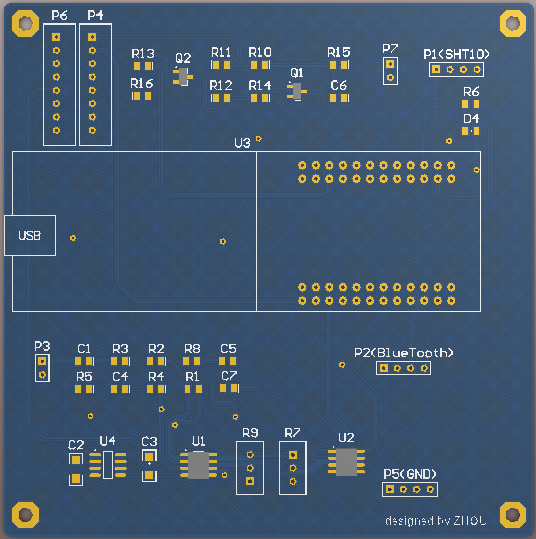 P6 P4
R13 Q2 R11 R10 R15 P7 P1(SHT10)
R16 R12 R14 Q1 C6 R6
D4
U3
USB
P3 C1 R3 R2 R8 C5 P2(BlueTooth)
R5 C4 R4 R1 C7
C2 U4 C3 U1 R9 R7 U2
P5(GND)
designed by ZHOU